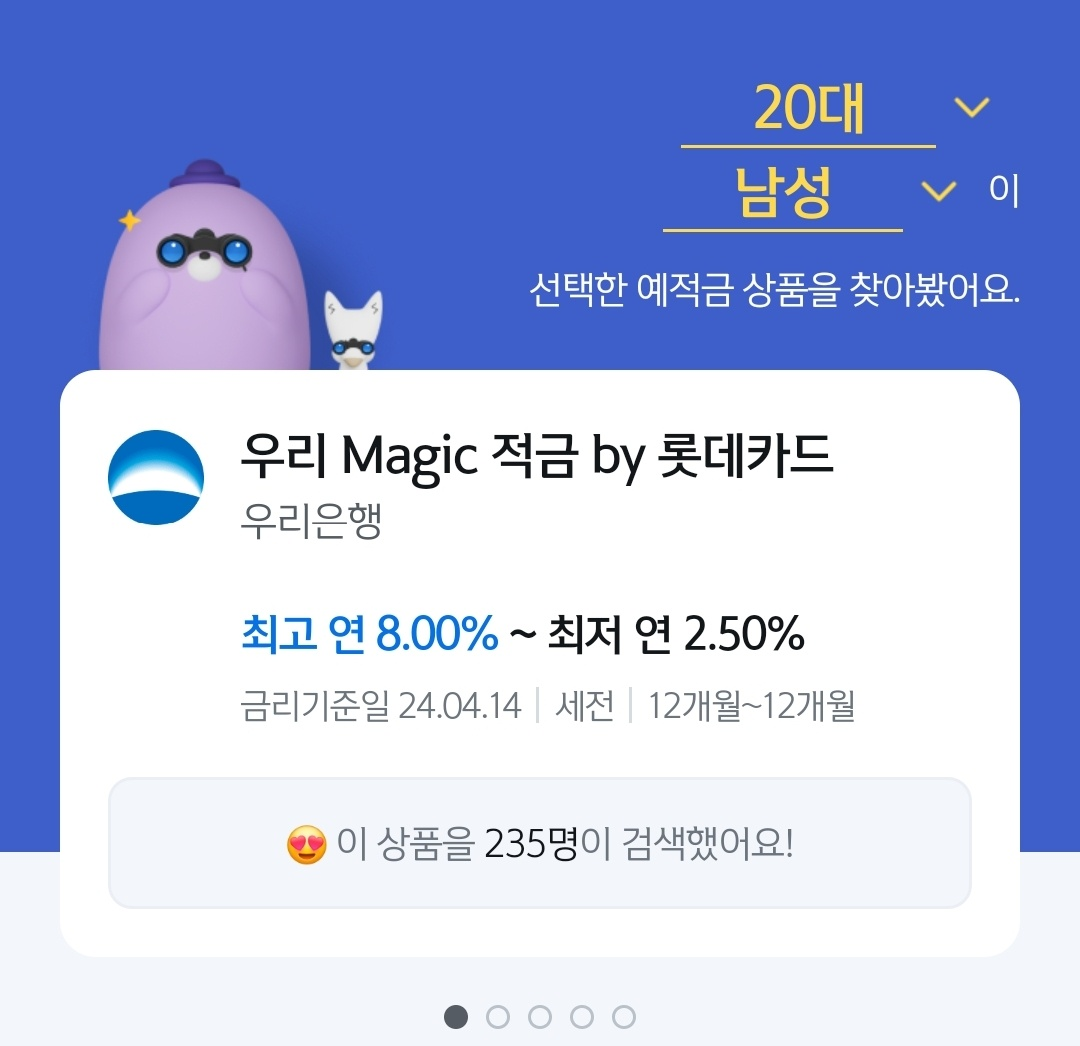 20대
남성 이
선택한 예적금 상품을 찾아봤어요.
우리 Magic 적금 by 롯데카드
우리은행
최고 연 8.00% ~ 최저 연 2.50%
금리기준일 24.04.14 | 세전 | 12개월~12개월
😍 이 상품을 235명이 검색했어요!